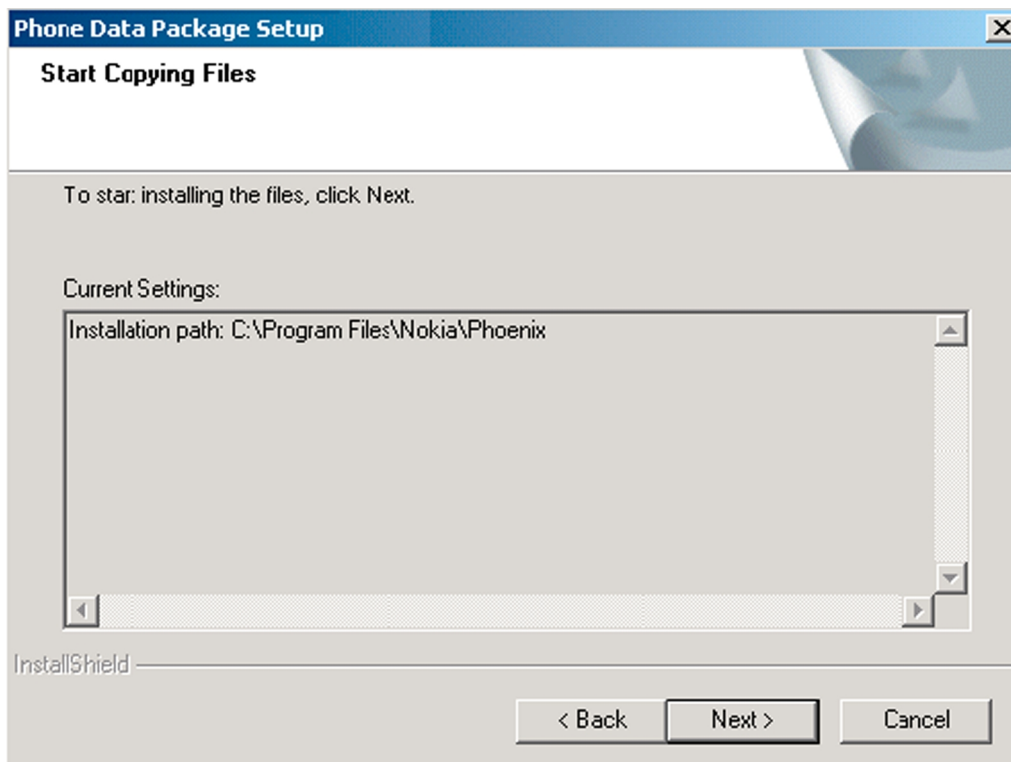 Phone Data Package Setup
Start Copying Files
To star: installing the files, click Next.
Current Settings:
Installation path: C:\Program Files\Nokia\Phoenix
InstallShield
< Back
Next >
Cancel